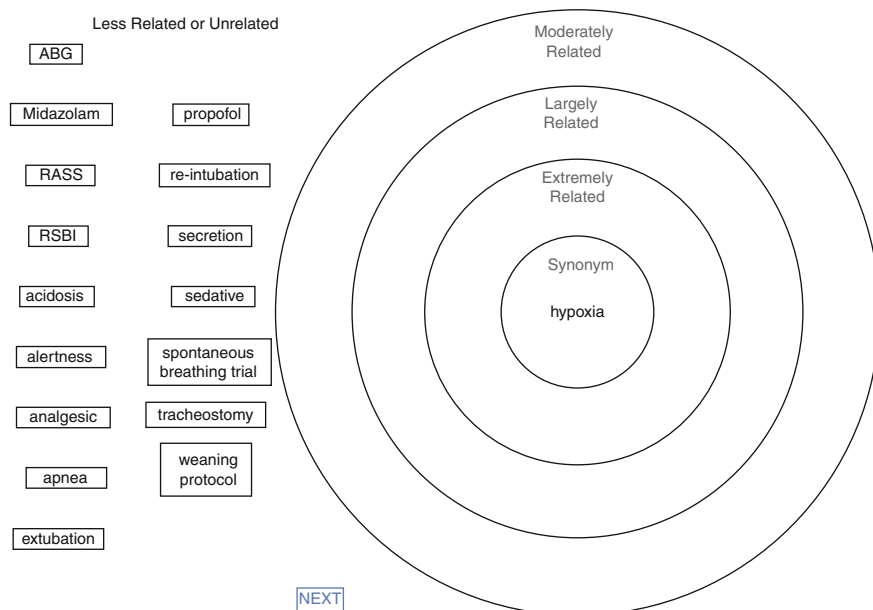 Less Related or Unrelated
ABG
Midazolam
propofol
RASS
re-intubation
RSBI
secretion
acidosis
sedative
alertness
spontaneous
breathing trial
analgesic
tracheostomy
apnea
weaning
protocol
extubation
Moderately
Related
Largely
Related
Extremely
Related
Synonym
hypoxia
NEXT